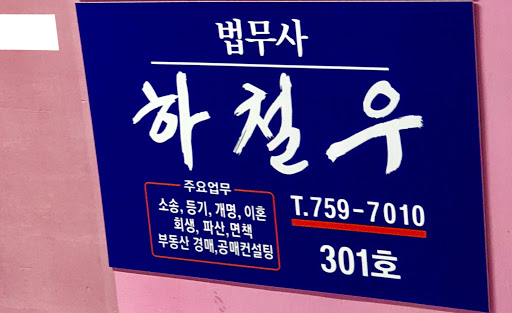 법무사
하철우
주요업무
소송, 등기, 개명, 이혼
회생, 파산, 면책
부동산 경매,공매컨설팅
T.759-7010
301호